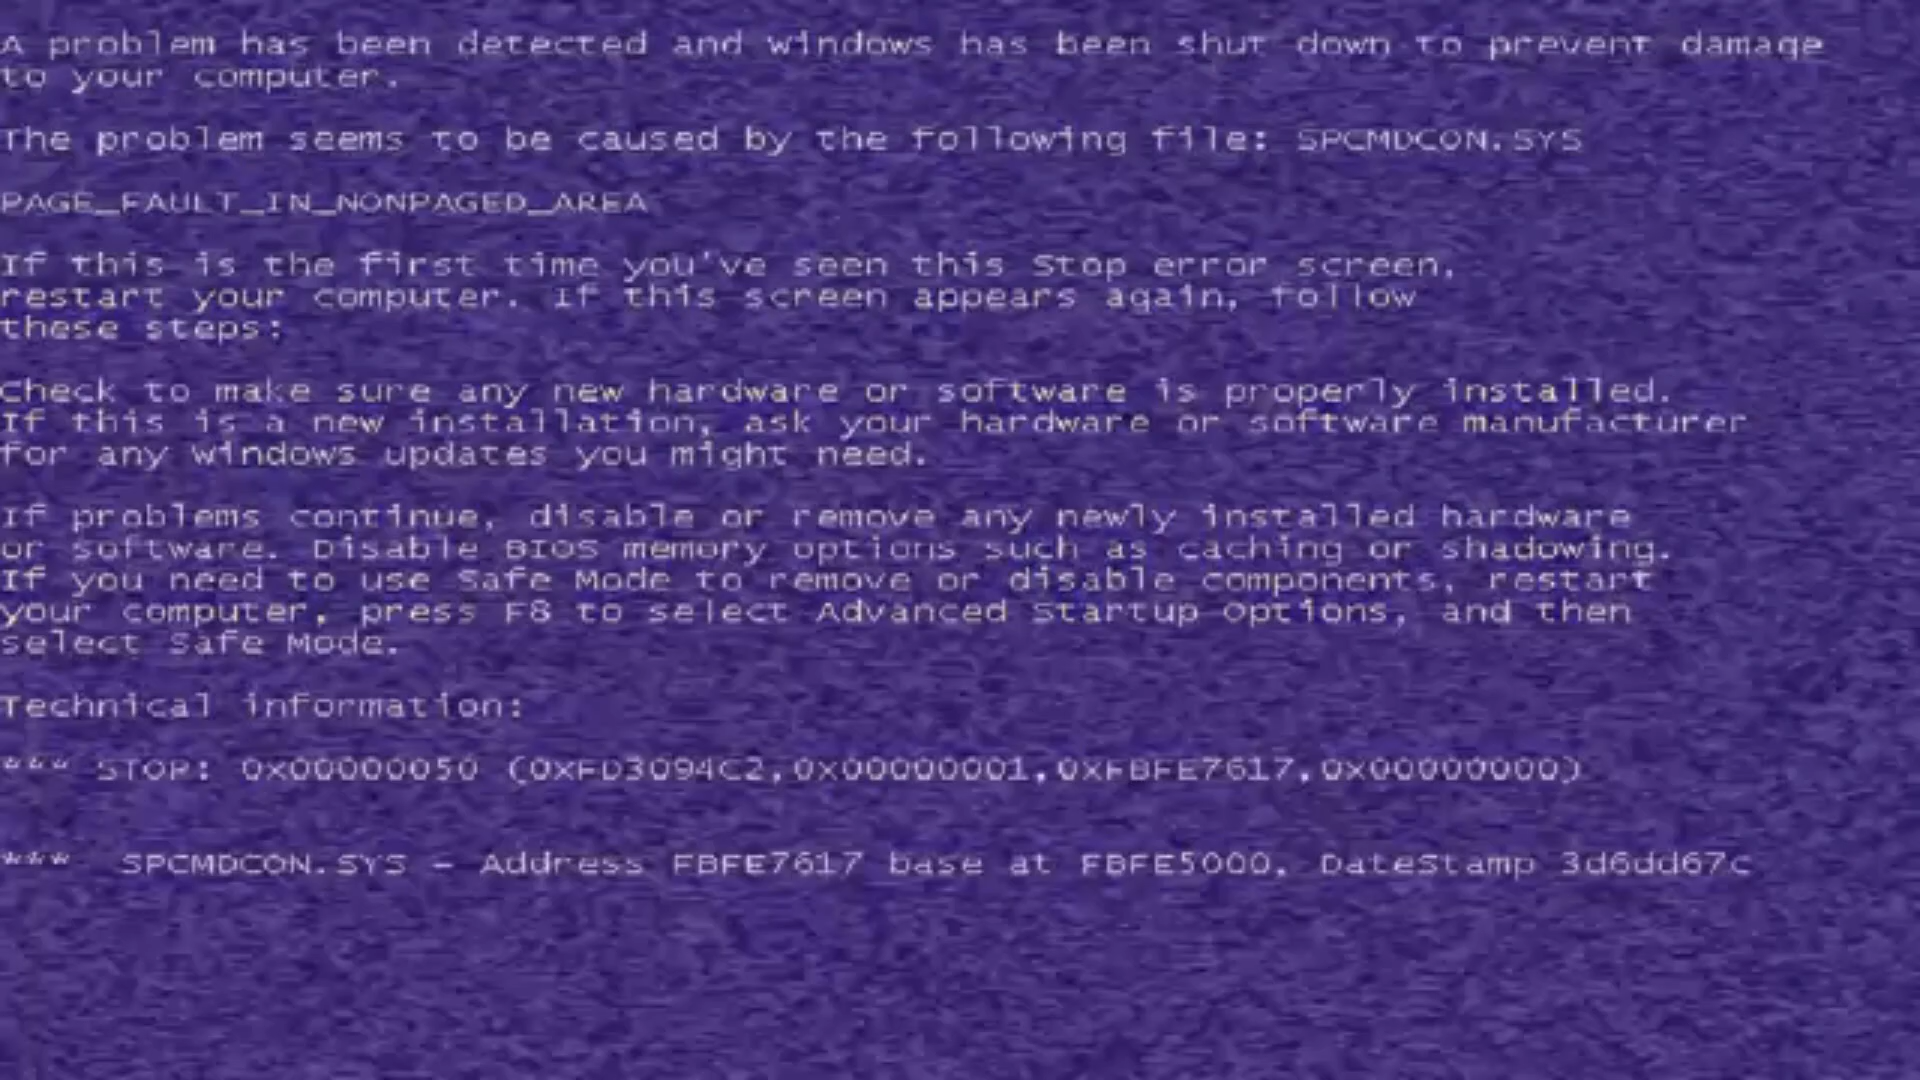 A problem has been detected and windows has been shut down to prevent damage
to your computer.
The problem seems to be caused by the following file: SPCMDCON.SYS
PAGE_FAULT_IN_NONPAGED_AREA
If this is the first time you've seen this Stop error screen,
restart your computer. If this screen appears again, follow
these steps:
Check to make sure any new hardware or software is properly installed.
If this is a new installation, ask your hardware or software manufacturer
for any windows updates you might need.
If problems continue, disable or remove any newly installed hardware
or software. Disable BIOS memory options such as caching or shadowing.
If you need to use Safe Mode to remove or disable components, restart
your computer, press F8 to select Advanced Startup Options, and then
select Safe Mode.
Technical information:
*** STOP: 0x00000050 (0xFD3094C2,0x00000001,0xFBFE7617,0x00000000)
*** SPCMDCON.SYS - Address FBFE7617 base at FBFE5000, DateStamp 3d6dd67c